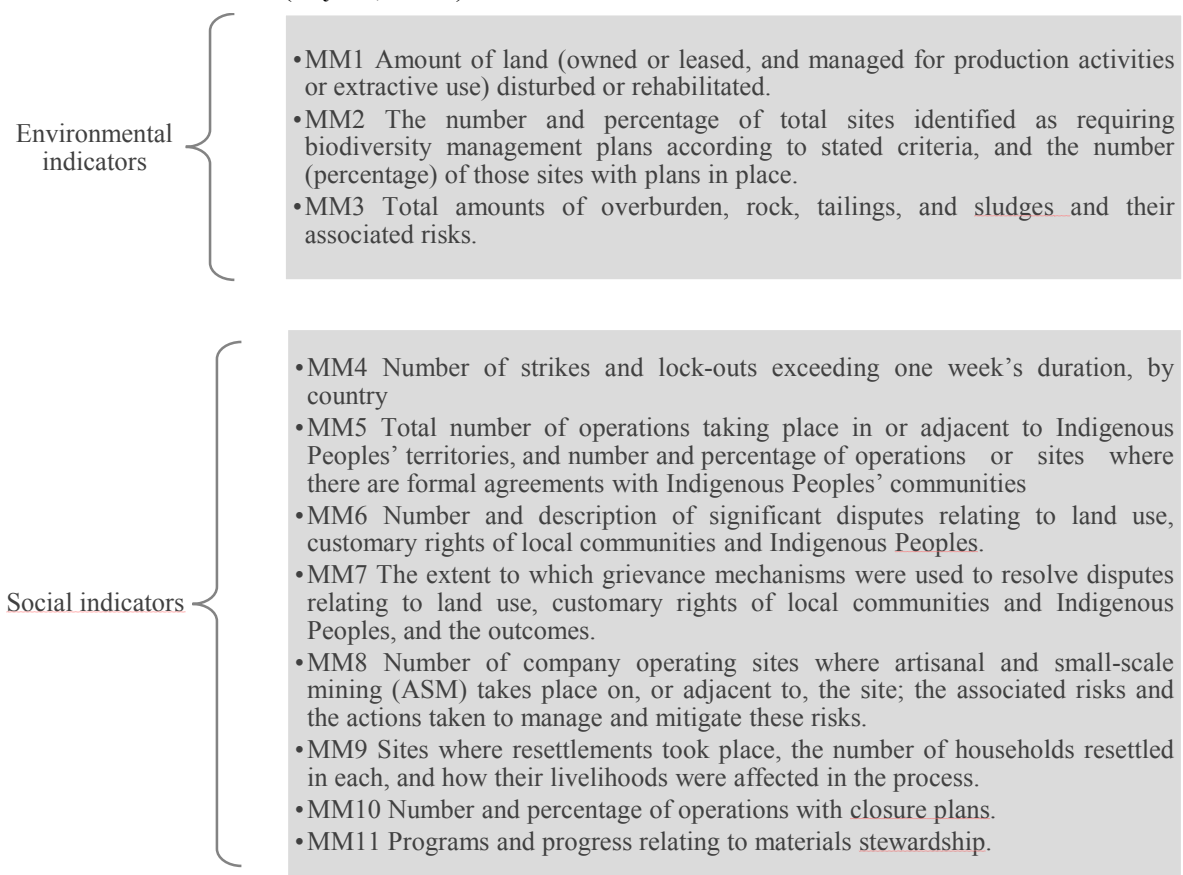 Environmental
indicators
•MM1 Amount of land (owned or leased, and managed for production activities
or extractive use) disturbed or rehabilitated.
•MM2 The number and percentage of total sites identified as requiring
biodiversity management plans according to stated criteria, and the number
(percentage) of those sites with plans in place.
•MM3 Total amounts of overburden, rock, tailings, and sludges and their
associated risks.
Social indicators
•MM4 Number of strikes and lock-outs exceeding one week’s duration, by
country
•MM5 Total number of operations taking place in or adjacent to Indigenous
Peoples’ territories, and number and percentage of operations or sites where
there are formal agreements with Indigenous Peoples’ communities
•MM6 Number and description of significant disputes relating to land use,
customary rights of local communities and Indigenous Peoples.
•MM7 The extent to which grievance mechanisms were used to resolve disputes
relating to land use, customary rights of local communities and Indigenous
Peoples, and the outcomes.
•MM8 Number of company operating sites where artisanal and small-scale
mining (ASM) takes place on, or adjacent to, the site; the associated risks and
the actions taken to manage and mitigate these risks.
•MM9 Sites where resettlements took place, the number of households resettled
in each, and how their livelihoods were affected in the process.
•MM10 Number and percentage of operations with closure plans.
•MM11 Programs and progress relating to materials stewardship.